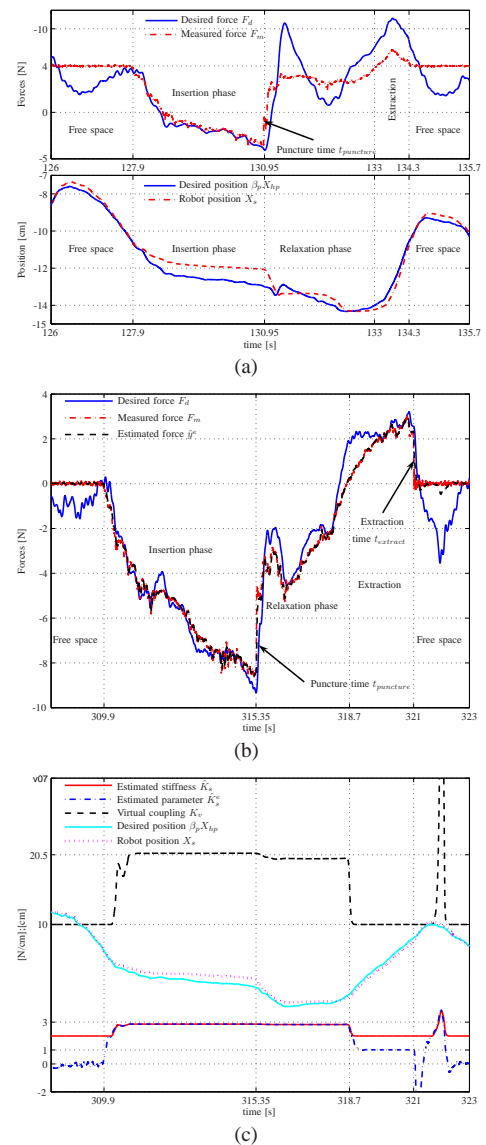 -10
4
0
-5
Forces [N]
Desired force F_d
Measured force F_m
Insertion phase
Free space
Extraction
Free space
Puncture time t_puncture
126
127.9
130.95
133
134.3
135.7
-7
-10
-12
-14
-15
Position [cm]
Desired position β_p X_hp
Robot position X_s
Free space
Insertion phase
Relaxation phase
Free space
126
127.9
130.95
133
134.3
135.7
time [s]
(a)
4
2
0
-2
-4
-6
-8
-10
Forces [N]
Desired force F_d
Measured force F_m
Estimated force ŷ^e
Extraction
time t_extract
Insertion phase
Extraction
Relaxation phase
Free space
Free space
Puncture time t_puncture
309.9
315.35
318.7
321
323
time [s]
(b)
v07
20.5
10
3
1
0
-2
[N/cm];[cm]
Estimated stiffness K̂_s
Estimated parameter K̂_s^e
Virtual coupling K_v
Desired position β_p X_hp
Robot position X_s
309.9
315.35
318.7
321
323
time [s]
(c)